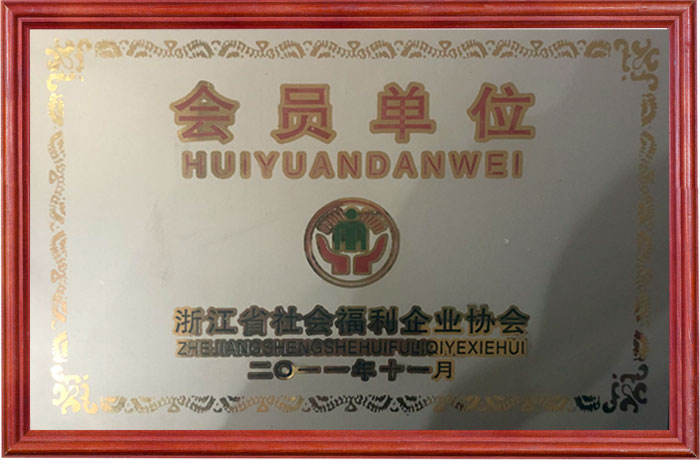 会员单位
HUIYUANDANWEI
浙江省社会福利企业协会
ZHEJIANGSHENGSHEHUIFULIQIYEXIEHUI
二〇一一年十一月